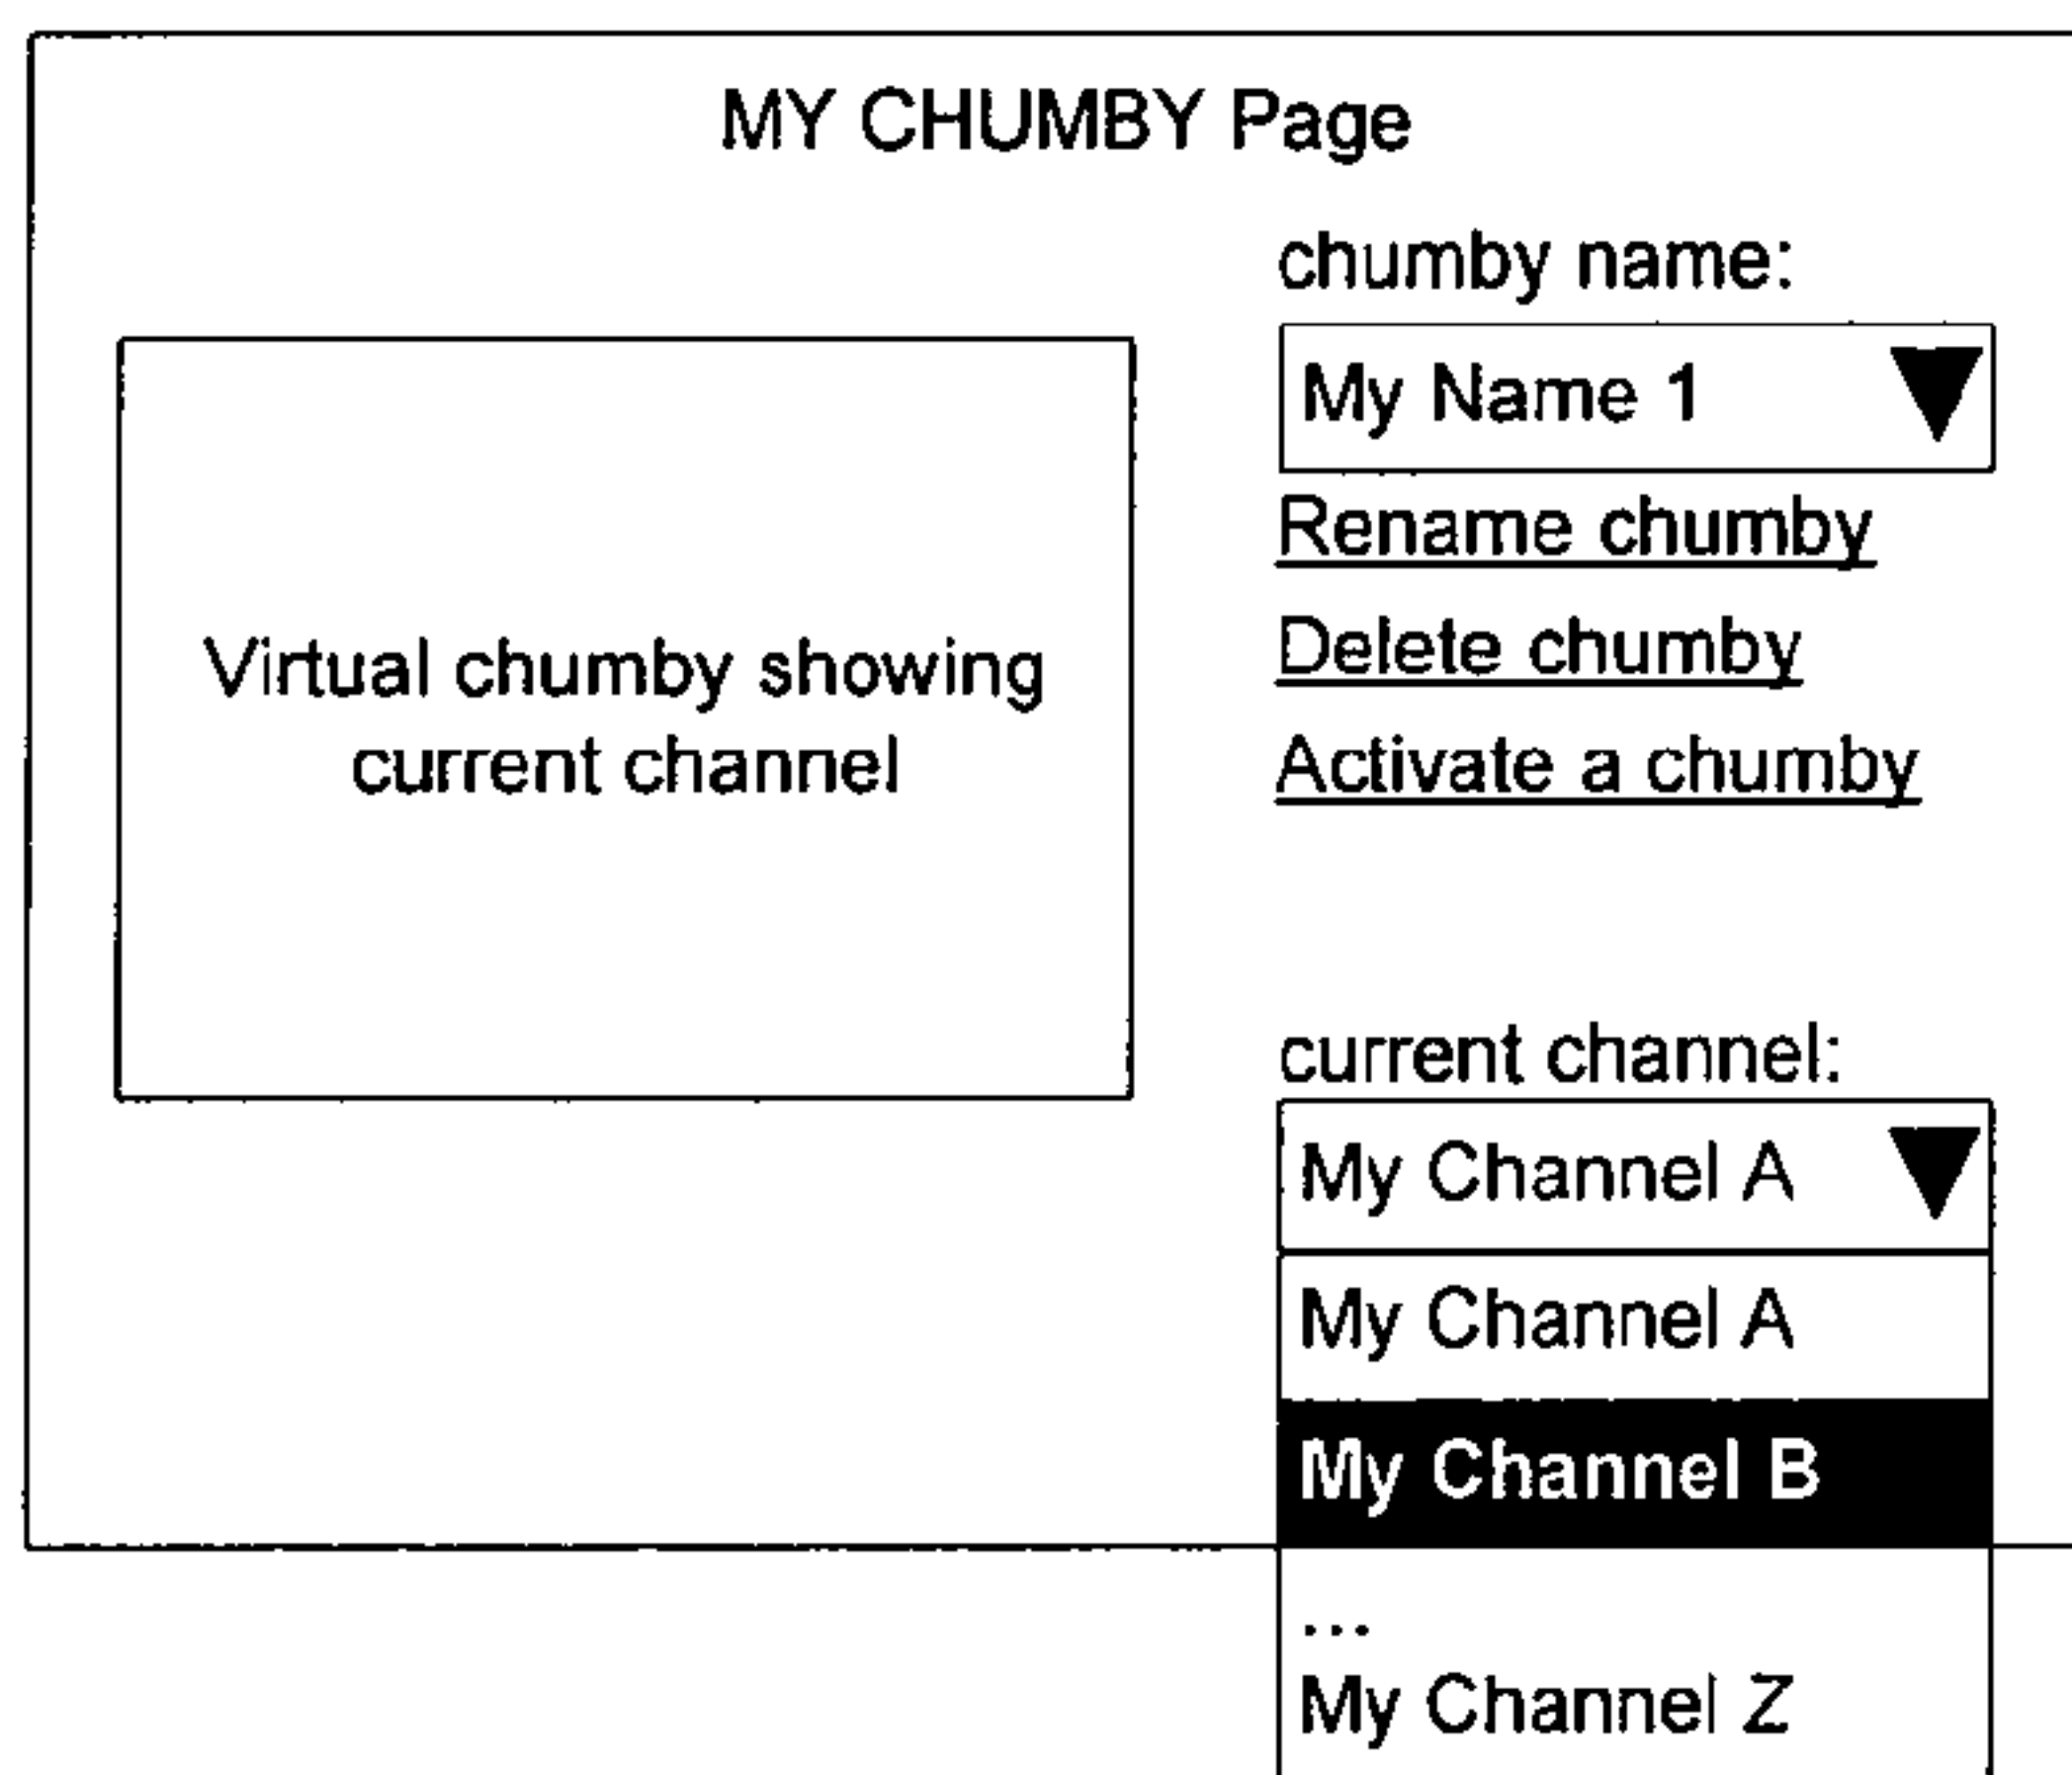 MY CHUMBY Page
chumby name:
My Name 1
Rename chumby
Delete chumby
Activate a chumby
Virtual chumby showing
current channel
current channel:
My Channel A
My Channel A
My Channel B
...
My Channel Z